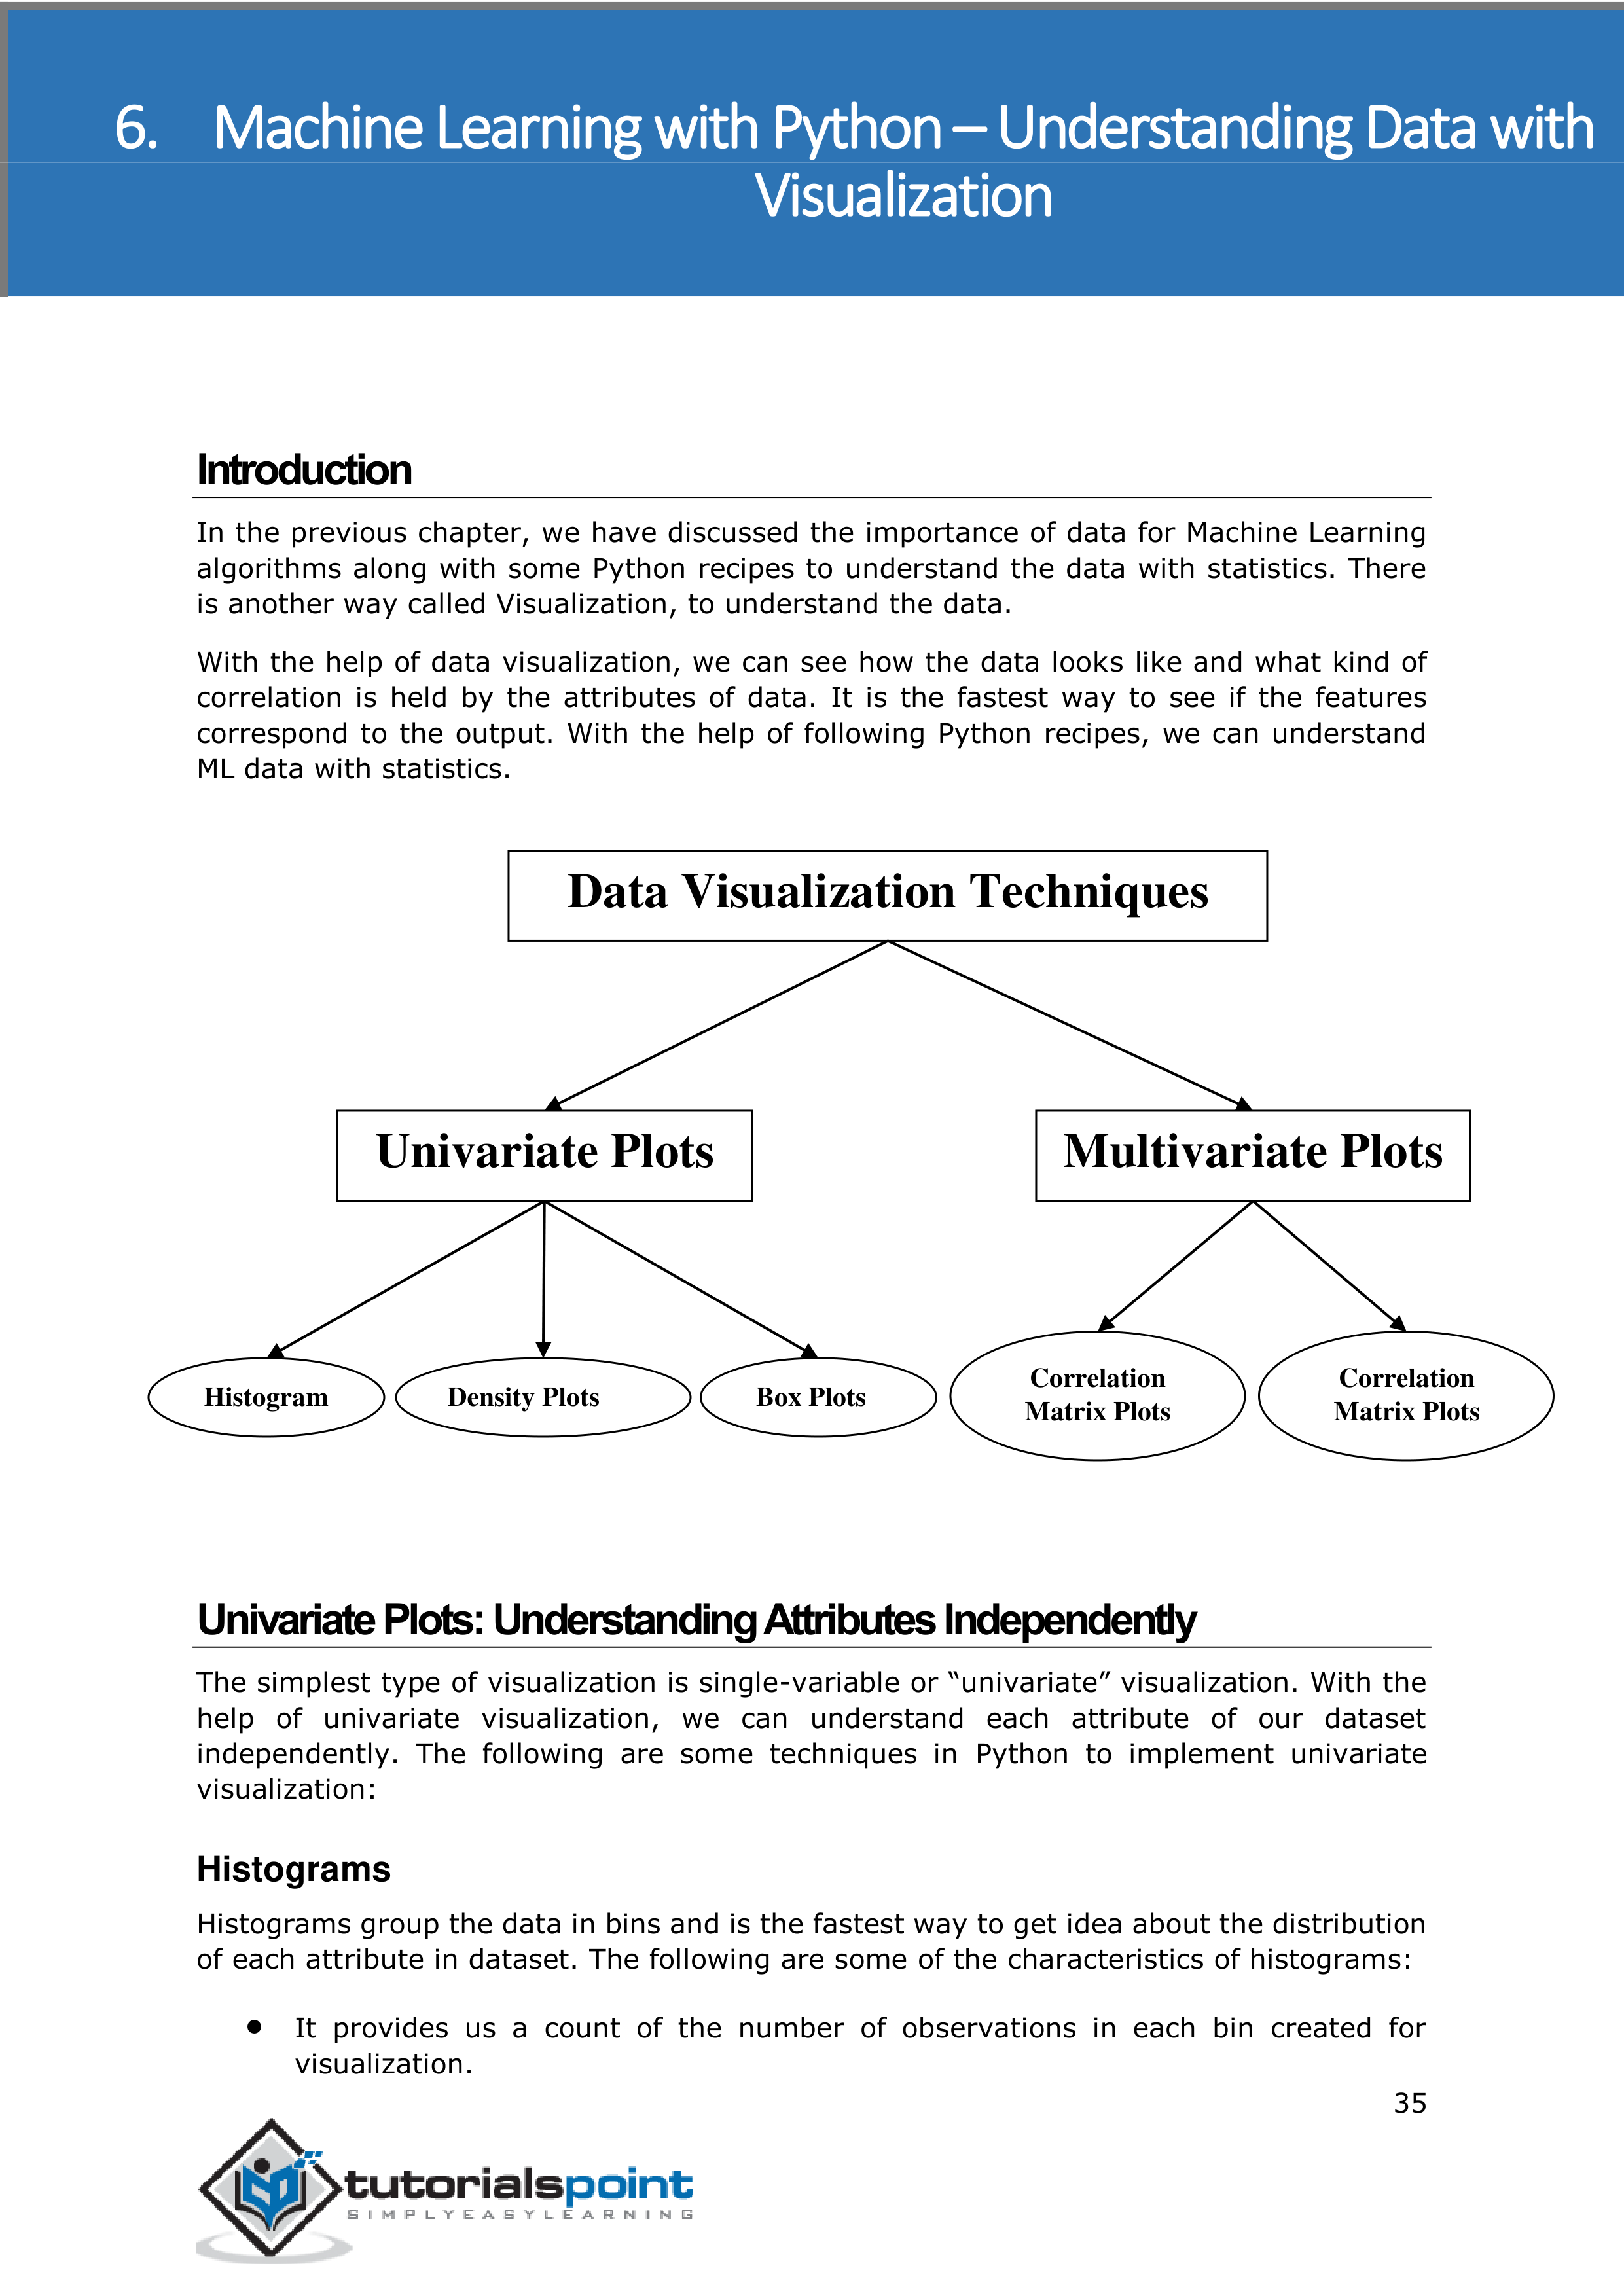 6. Machine Learning with Python – Understanding Data with
Visualization
Introduction
In the previous chapter, we have discussed the importance of data for Machine Learning
algorithms along with some Python recipes to understand the data with statistics. There
is another way called Visualization, to understand the data.
With the help of data visualization, we can see how the data looks like and what kind of
correlation is held by the attributes of data. It is the fastest way to see if the features
correspond to the output. With the help of following Python recipes, we can understand
ML data with statistics.
Data Visualization Techniques
Univariate Plots
Multivariate Plots
Histogram
Density Plots
Box Plots
Correlation
Matrix Plots
Correlation
Matrix Plots
Univariate Plots: Understanding Attributes Independently
The simplest type of visualization is single-variable or “univariate” visualization. With the
help of univariate visualization, we can understand each attribute of our dataset
independently. The following are some techniques in Python to implement univariate
visualization:
Histograms
Histograms group the data in bins and is the fastest way to get idea about the distribution
of each attribute in dataset. The following are some of the characteristics of histograms:
● It provides us a count of the number of observations in each bin created for
visualization.
35
tutorialspoint
SIMPLYEASYLEARNING